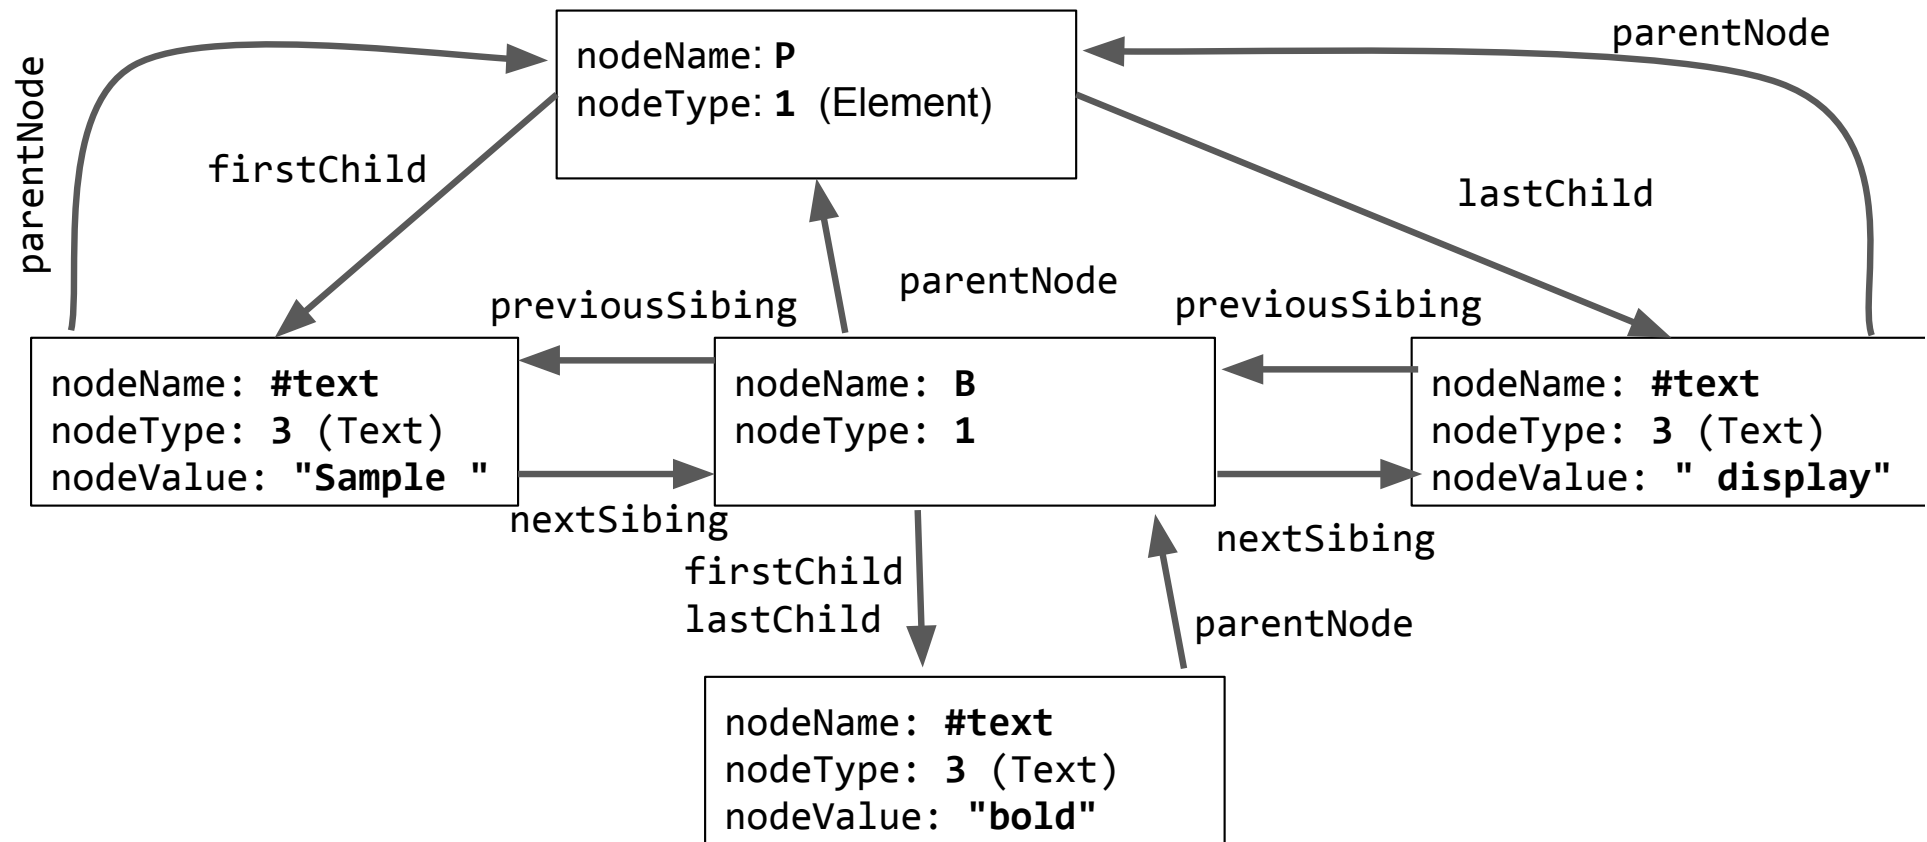 nodeName: P
nodeType: 1 (Element)
parentNode
parentNode
firstChild
lastChild
parentNode
previousSibing
previousSibing
nodeName: #text
nodeType: 3 (Text)
nodeValue: "Sample "
nodeName: B
nodeType: 1
nodeName: #text
nodeType: 3 (Text)
nodeValue: " display"
nextSibing
nextSibing
firstChild
lastChild
parentNode
nodeName: #text
nodeType: 3 (Text)
nodeValue: "bold"